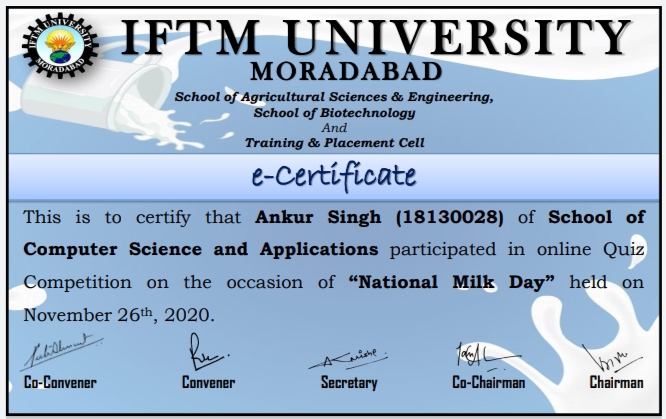 IFTM UNIVERSITY
MORADABAD
IFTM UNIVERSITY
MORADABAD
School of Agricultural Sciences & Engineering,
School of Biotechnology
And
Training & Placement Cell
e-Certificate
This is to certify that Ankur Singh (18130028) of School of
Computer Science and Applications participated in online Quiz
Competition on the occasion of “National Milk Day” held on
November 26th, 2020.
Co-Convener Convener Secretary Co-Chairman Chairman